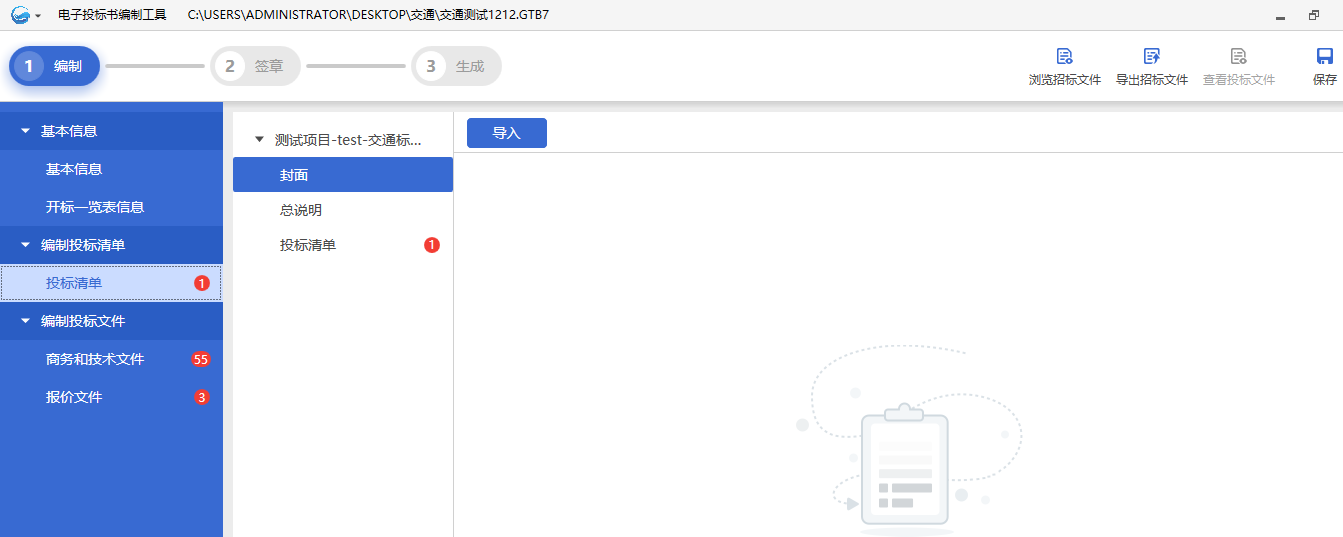 电子投标书编制工具 C:\USERS\ADMINISTRATOR\DESKTOP\交通\交通测试1212.GTB7
1 编制 2 签章 3 生成
浏览招标文件 导出招标文件 查看投标文件 保存
基本信息
基本信息
开标一览表信息
编制投标清单
投标清单 1
编制投标文件
商务和技术文件 55
报价文件 3
测试项目-test-交通标...
封面
总说明
投标清单 1
导入